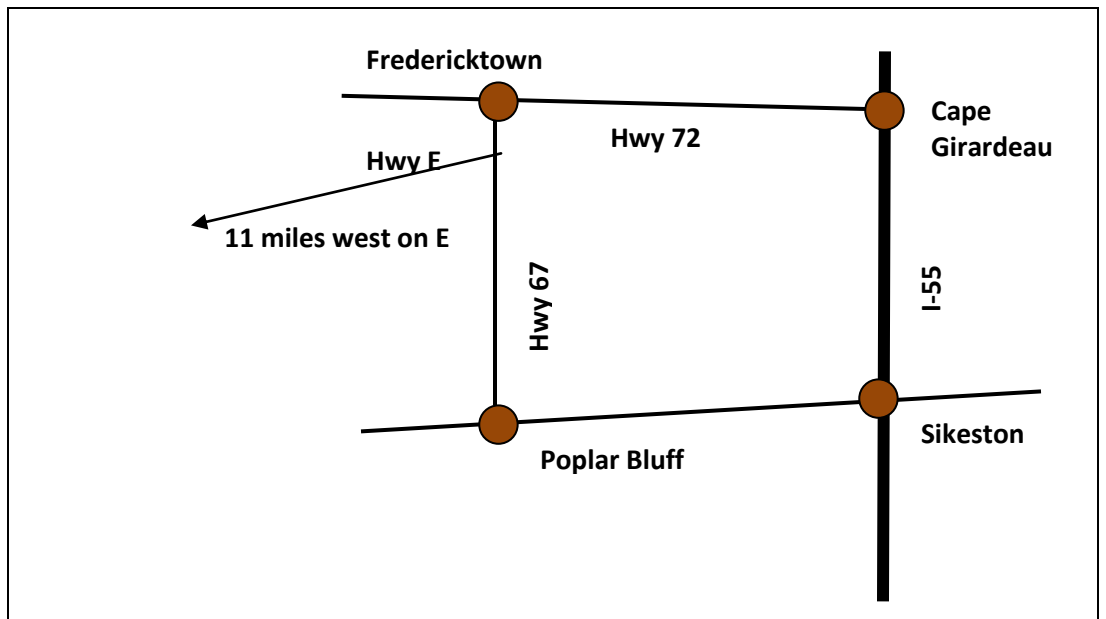 Fredericktown
Cape
Girardeau
Hwy 72
Hwy E
11 miles west on E
Hwy 67
I-55
Sikeston
Poplar Bluff